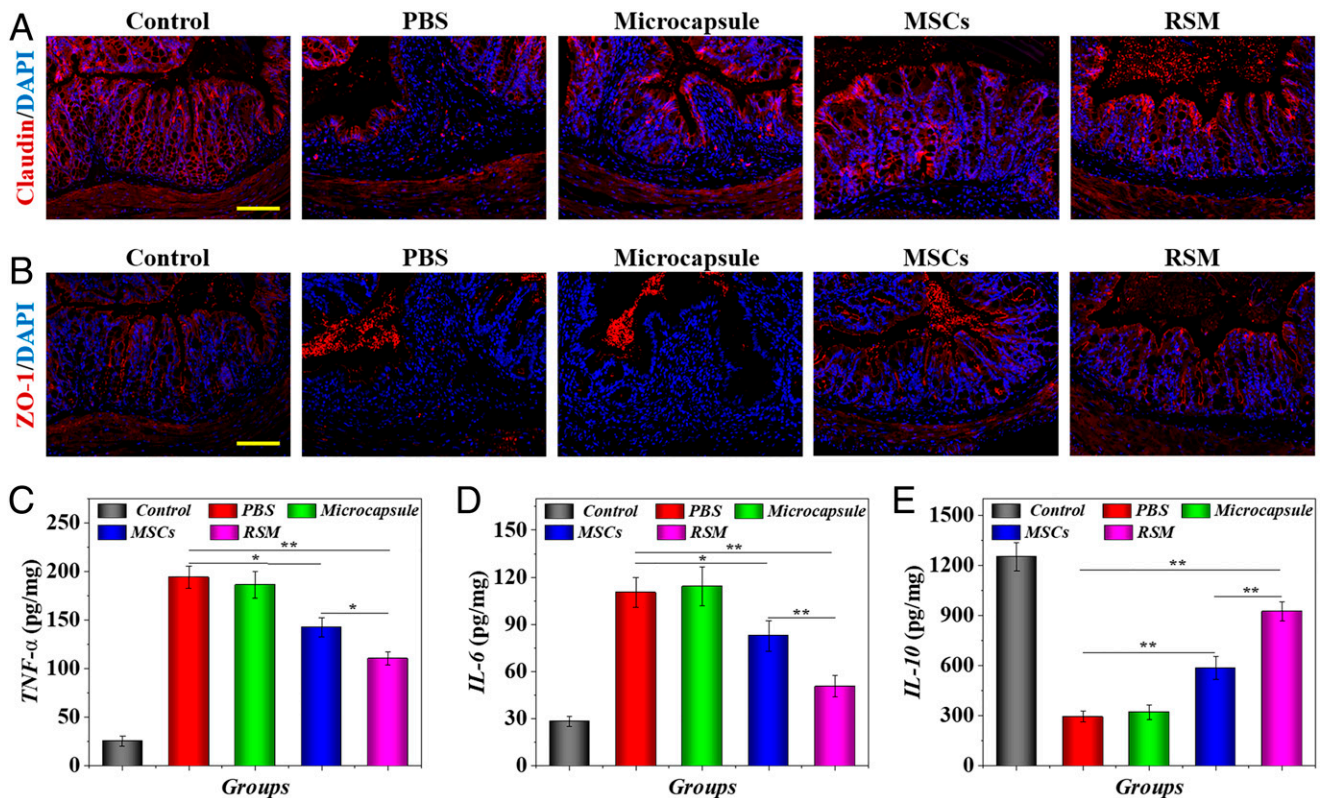 A
Control
PBS
Microcapsule
MSCs
RSM
Claudin/DAPI
B
Control
PBS
Microcapsule
MSCs
RSM
ZO-1/DAPI
C
Control
PBS
Microcapsule
MSCs
RSM
TNF-α (pg/mg)
250
200
150
100
50
0
**
*
*
Groups
D
Control
PBS
Microcapsule
MSCs
RSM
IL-6 (pg/mg)
150
120
90
60
30
0
**
*
**
Groups
E
Control
PBS
Microcapsule
MSCs
RSM
IL-10 (pg/mg)
1500
1200
900
600
300
0
**
**
**
Groups